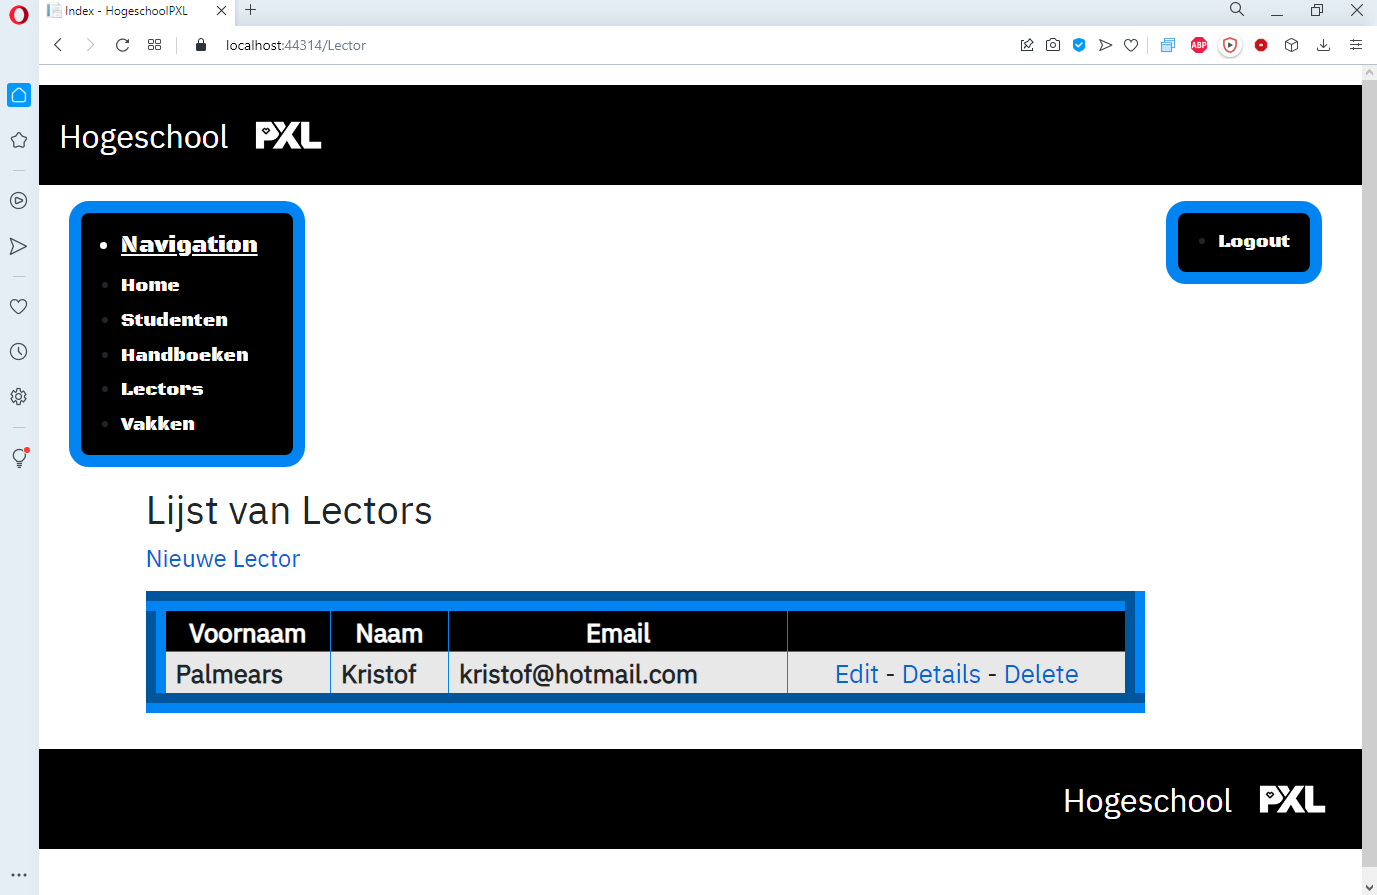 Index - HogeschoolPXL
localhost:44314/Lector
ABP
Hogeschool PXL
Navigation
Logout
Home
Studenten
Handboeken
Lectors
Vakken
Lijst van Lectors
Nieuwe Lector
Voornaam Naam Email
Palmears Kristof kristof@hotmail.com Edit - Details - Delete
Hogeschool PXL